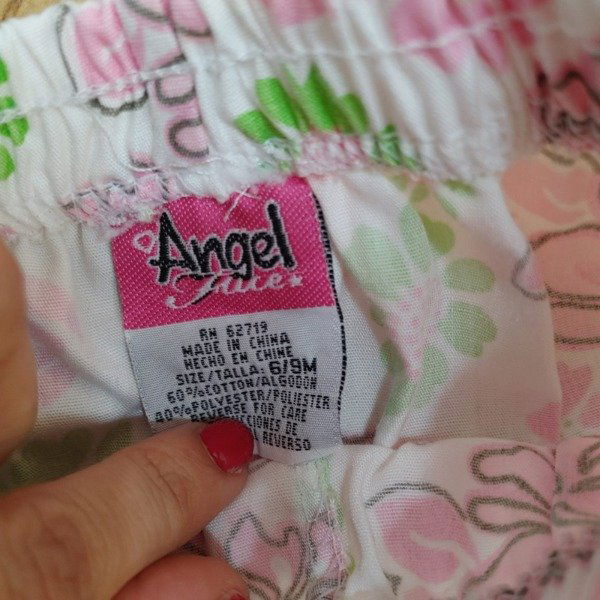 Angel
Face
RN 62719
MADE IN CHINA
HECHO EN CHINE
SIZE/TALLA: 6/9M
60%COTTON/ALGODON
40%POLYESTER/POLIESTER
REVERSE FOR CARE
REVERSO